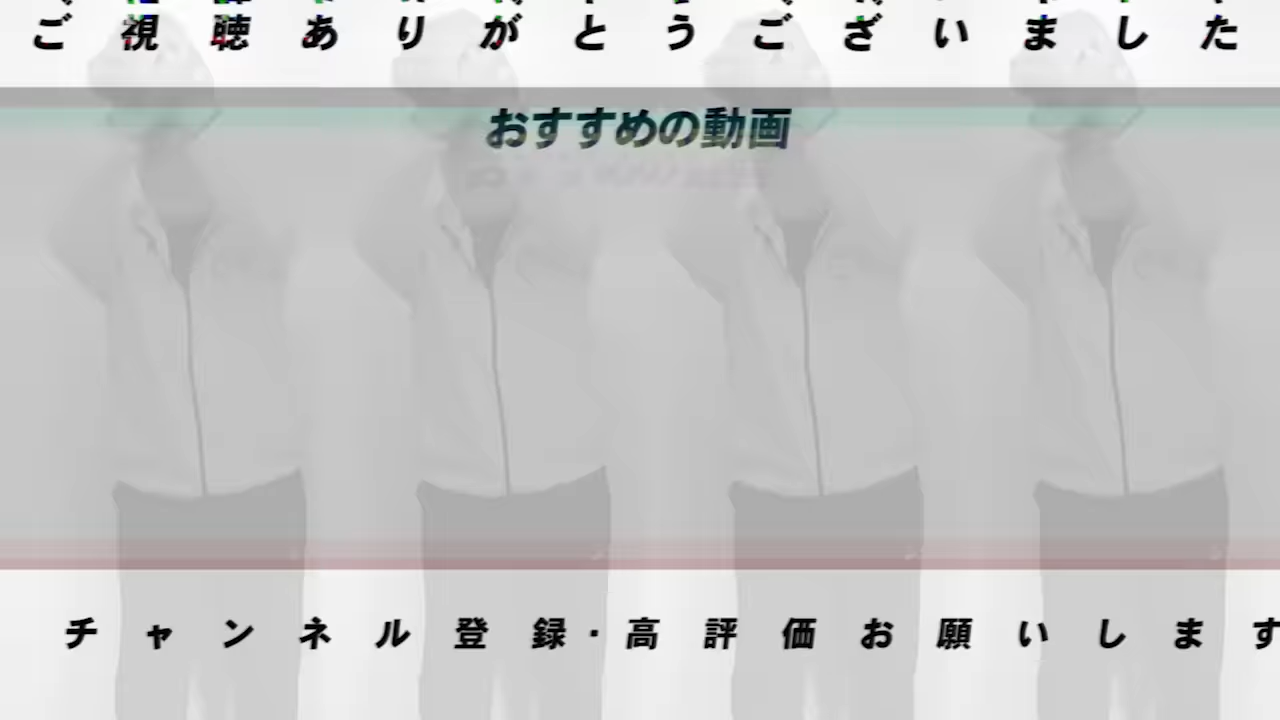 ご視聴ありがとうございました
おすすめの動画
チャンネル登録・高評価お願いします